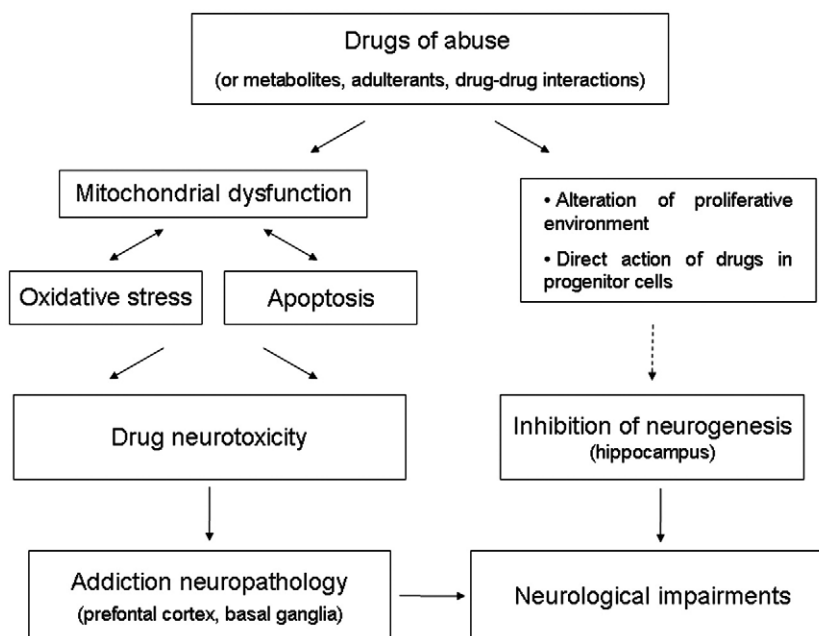 Drugs of abuse
(or metabolites, adulterants, drug-drug interactions)
Mitochondrial dysfunction
• Alteration of proliferative
environment
• Direct action of drugs in
progenitor cells
Oxidative stress
Apoptosis
Drug neurotoxicity
Inhibition of neurogenesis
(hippocampus)
Addiction neuropathology
(prefontal cortex, basal ganglia)
Neurological impairments